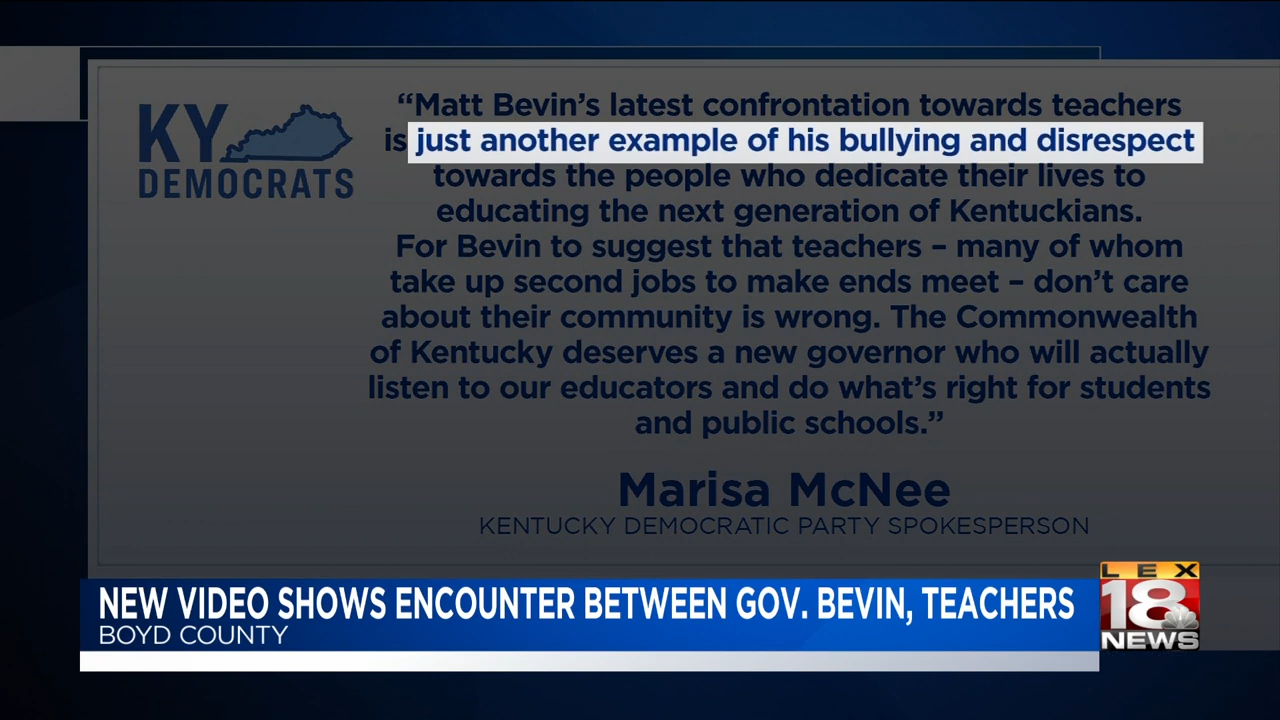 KY
DEMOCRATS
“Matt Bevin’s latest confrontation towards teachers
is just another example of his bullying and disrespect
towards the people who dedicate their lives to
educating the next generation of Kentuckians.
For Bevin to suggest that teachers – many of whom
take up second jobs to make ends meet – don’t care
about their community is wrong. The Commonwealth
of Kentucky deserves a new governor who will actually
listen to our educators and do what’s right for students
and public schools.”
Marisa McNee
KENTUCKY DEMOCRATIC PARTY SPOKESPERSON
NEW VIDEO SHOWS ENCOUNTER BETWEEN GOV. BEVIN, TEACHERS
BOYD COUNTY
LEX
18
NEWS